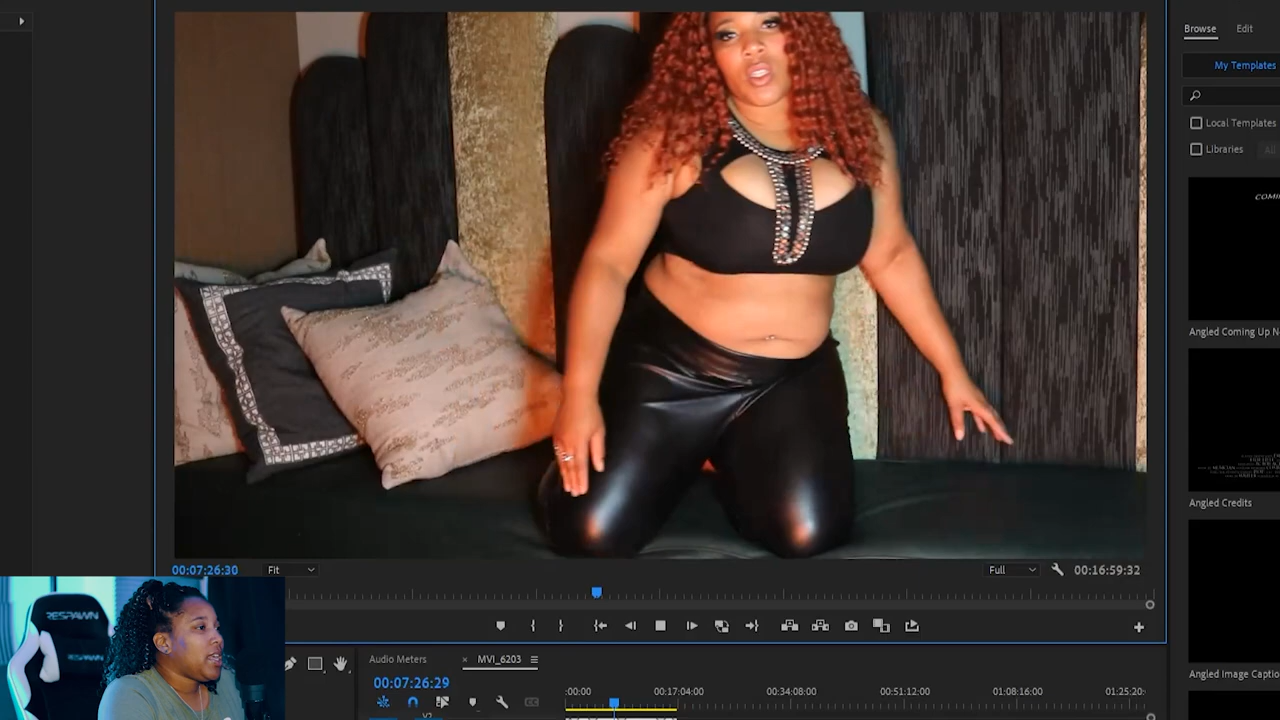 Browse
Edit
My Templates
Local Templates
Libraries
Angled Coming Up N
Angled Credits
Angled Image Captio
00:07:26:30
Fit
Full
00:16:59:32
RESPAWN
Audio Meters
MVI_6203
00:07:26:29
:00:00
00:17:04:00
00:34:08:00
00:51:12:00
01:08:16:00
01:25:20: